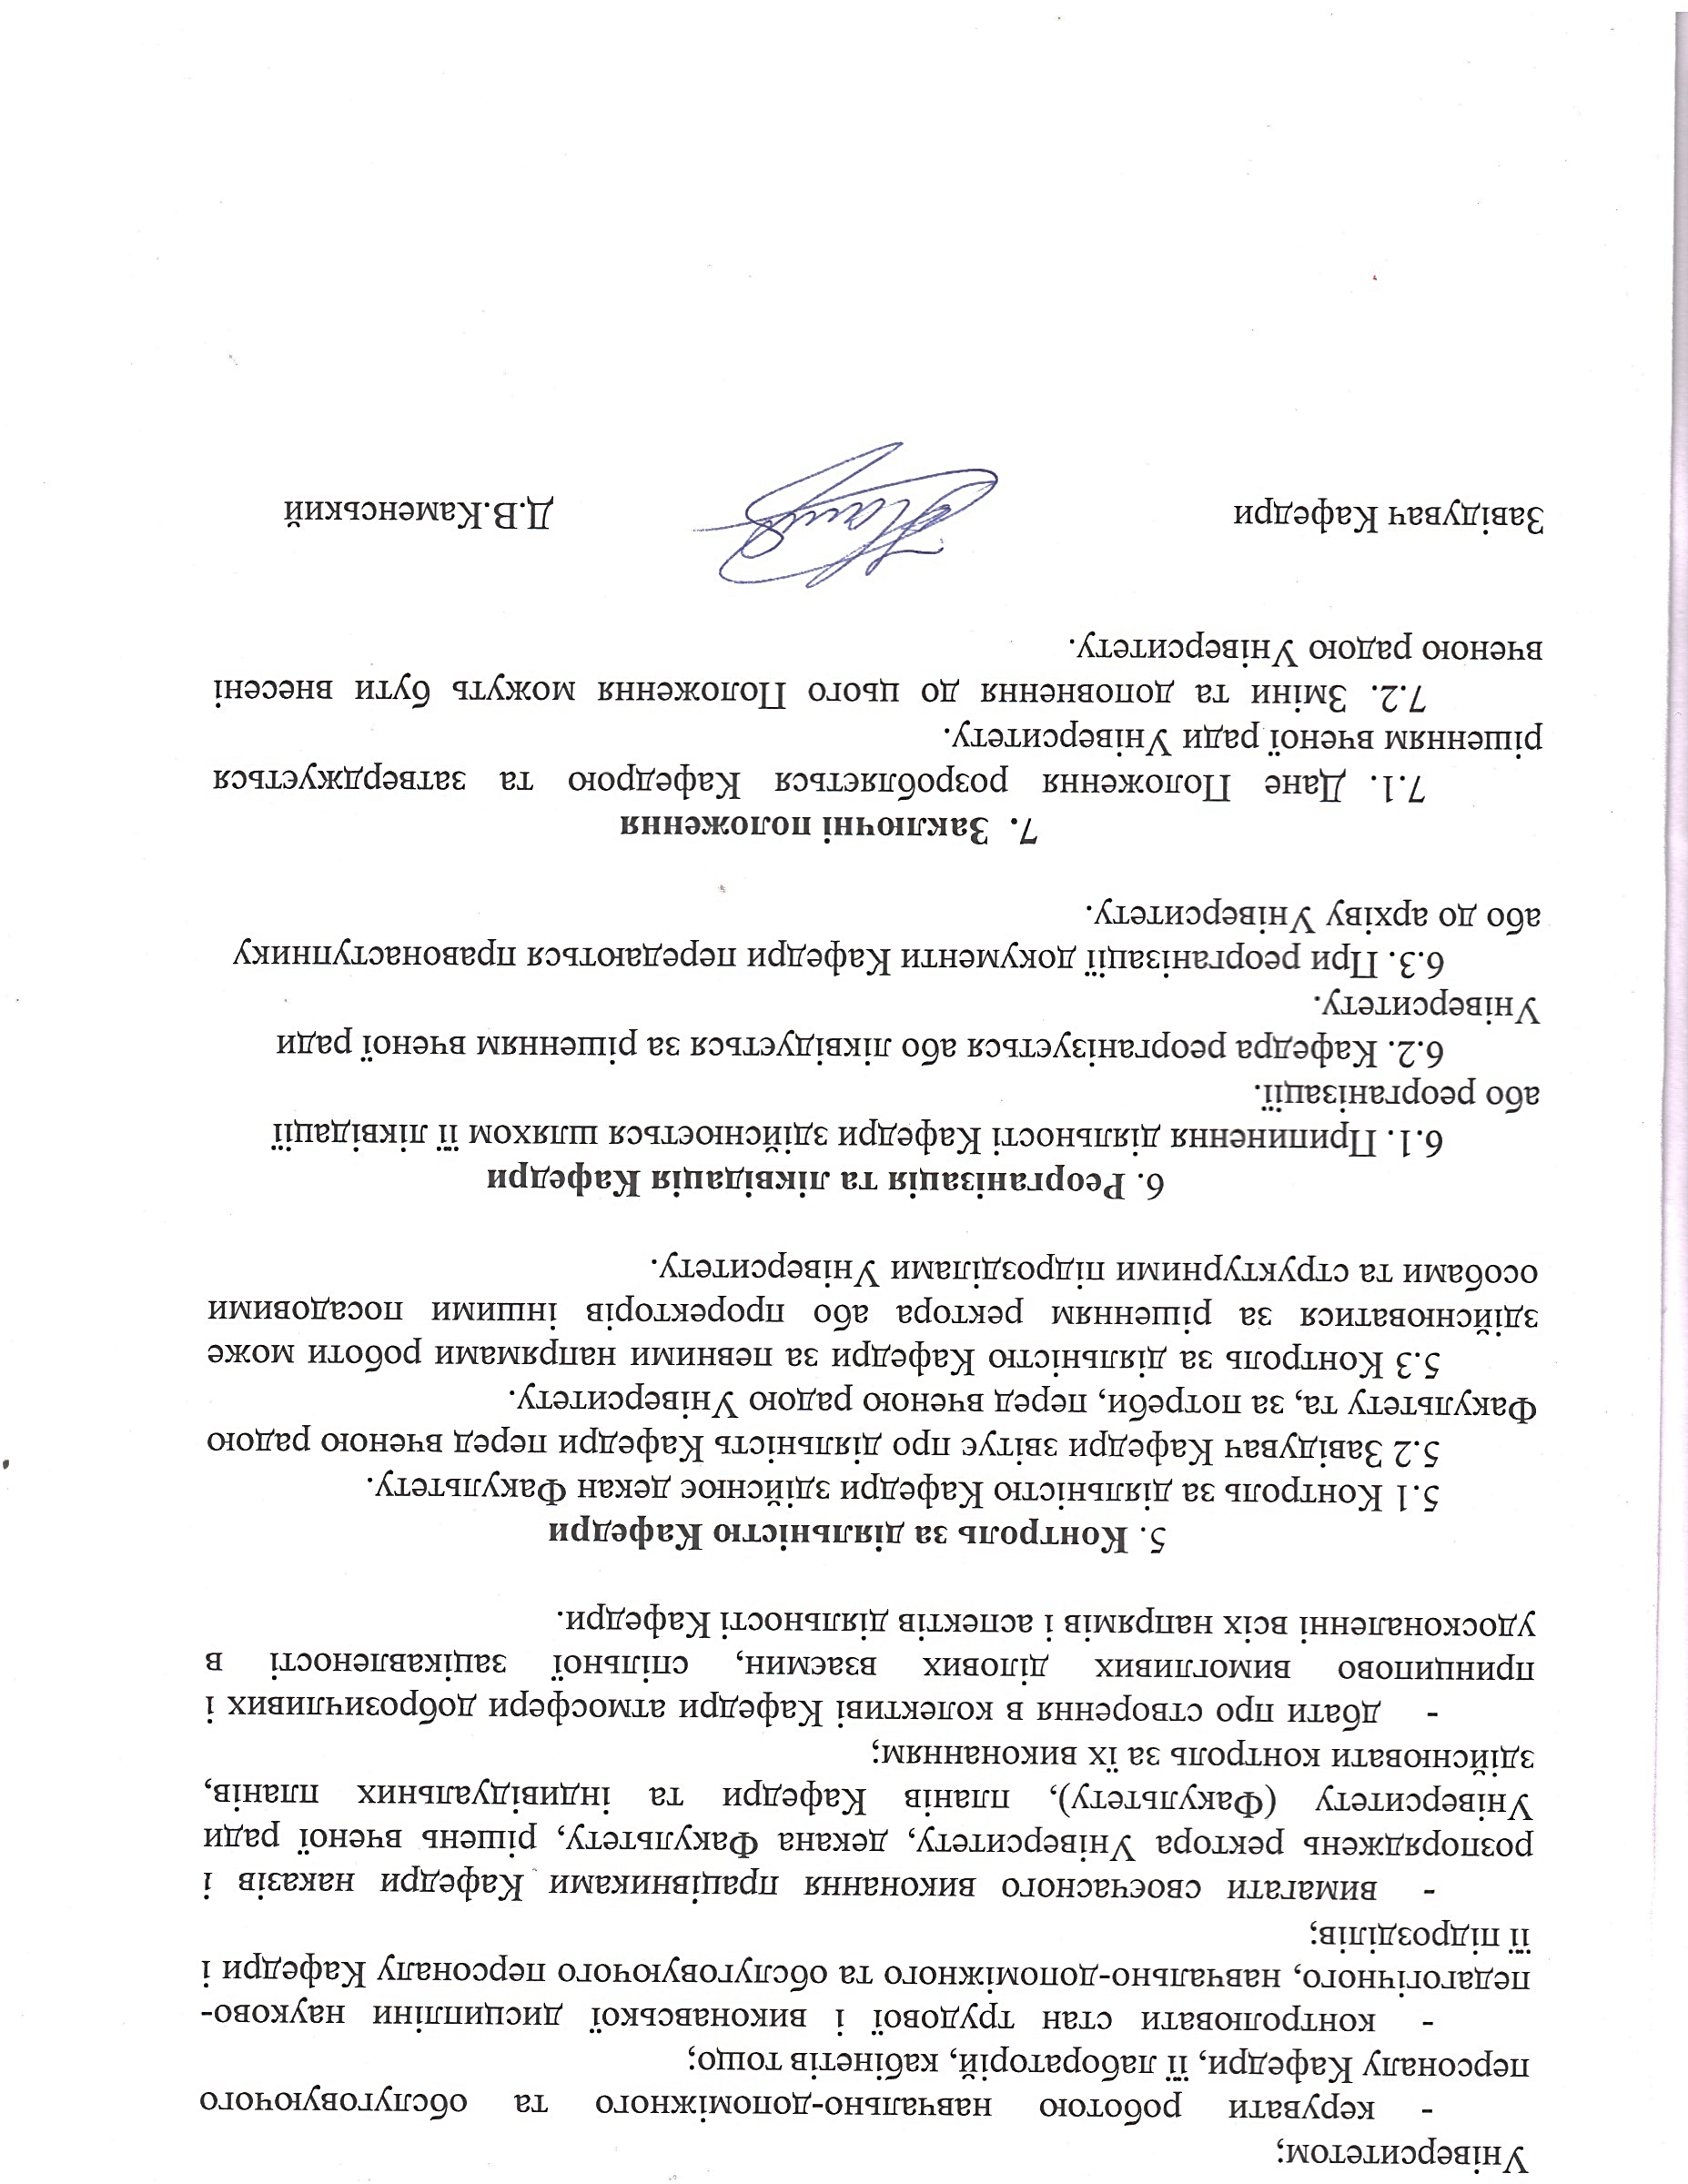 Університетом;
- керувати роботою навчально-допоміжного та обслуговуючого
персоналу Кафедри, її лабораторій, кабінетів тощо;
- контролювати стан трудової і виконавської дисципліни науково-
педагогічного, навчально-допоміжного та обслуговуючого персоналу Кафедри і
її підрозділів;
- вимагати своєчасного виконання працівниками Кафедри наказів і
розпоряджень ректора Університету, декана Факультету, рішень вченої ради
Університету (Факультету), планів Кафедри та індивідуальних планів,
здійснювати контроль за їх виконанням;
- дбати про створення в колективі Кафедри атмосфери доброзичливих і
принципово вимогливих ділових взаємин, спільної зацікавленості в
удосконаленні всіх напрямів і аспектів діяльності Кафедри.
5. Контроль за діяльністю Кафедри
5.1 Контроль за діяльністю Кафедри здійснює декан Факультету.
5.2 Завідувач Кафедри звітує про діяльність Кафедри перед вченою радою
Факультету та, за потреби, перед вченою радою Університету.
5.3 Контроль за діяльністю Кафедри за певними напрямами роботи може
здійснюватися за рішенням ректора або проректорів іншими посадовими
особами та структурними підрозділами Університету.
6. Реорганізація та ліквідація Кафедри
6.1. Припинення діяльності Кафедри здійснюється шляхом її ліквідації
або реорганізації.
6.2. Кафедра реорганізується або ліквідується за рішенням вченої ради
Університету.
6.3. При реорганізації документи Кафедри передаються правонаступнику
або до архіву Університету.
7. Заключні положення
7.1. Дане Положення розробляється Кафедрою та затверджується
рішенням вченої ради Університету.
7.2. Зміни та доповнення до цього Положення можуть бути внесені
вченою радою Університету.
Завідувач Кафедри Д.В.Каменський